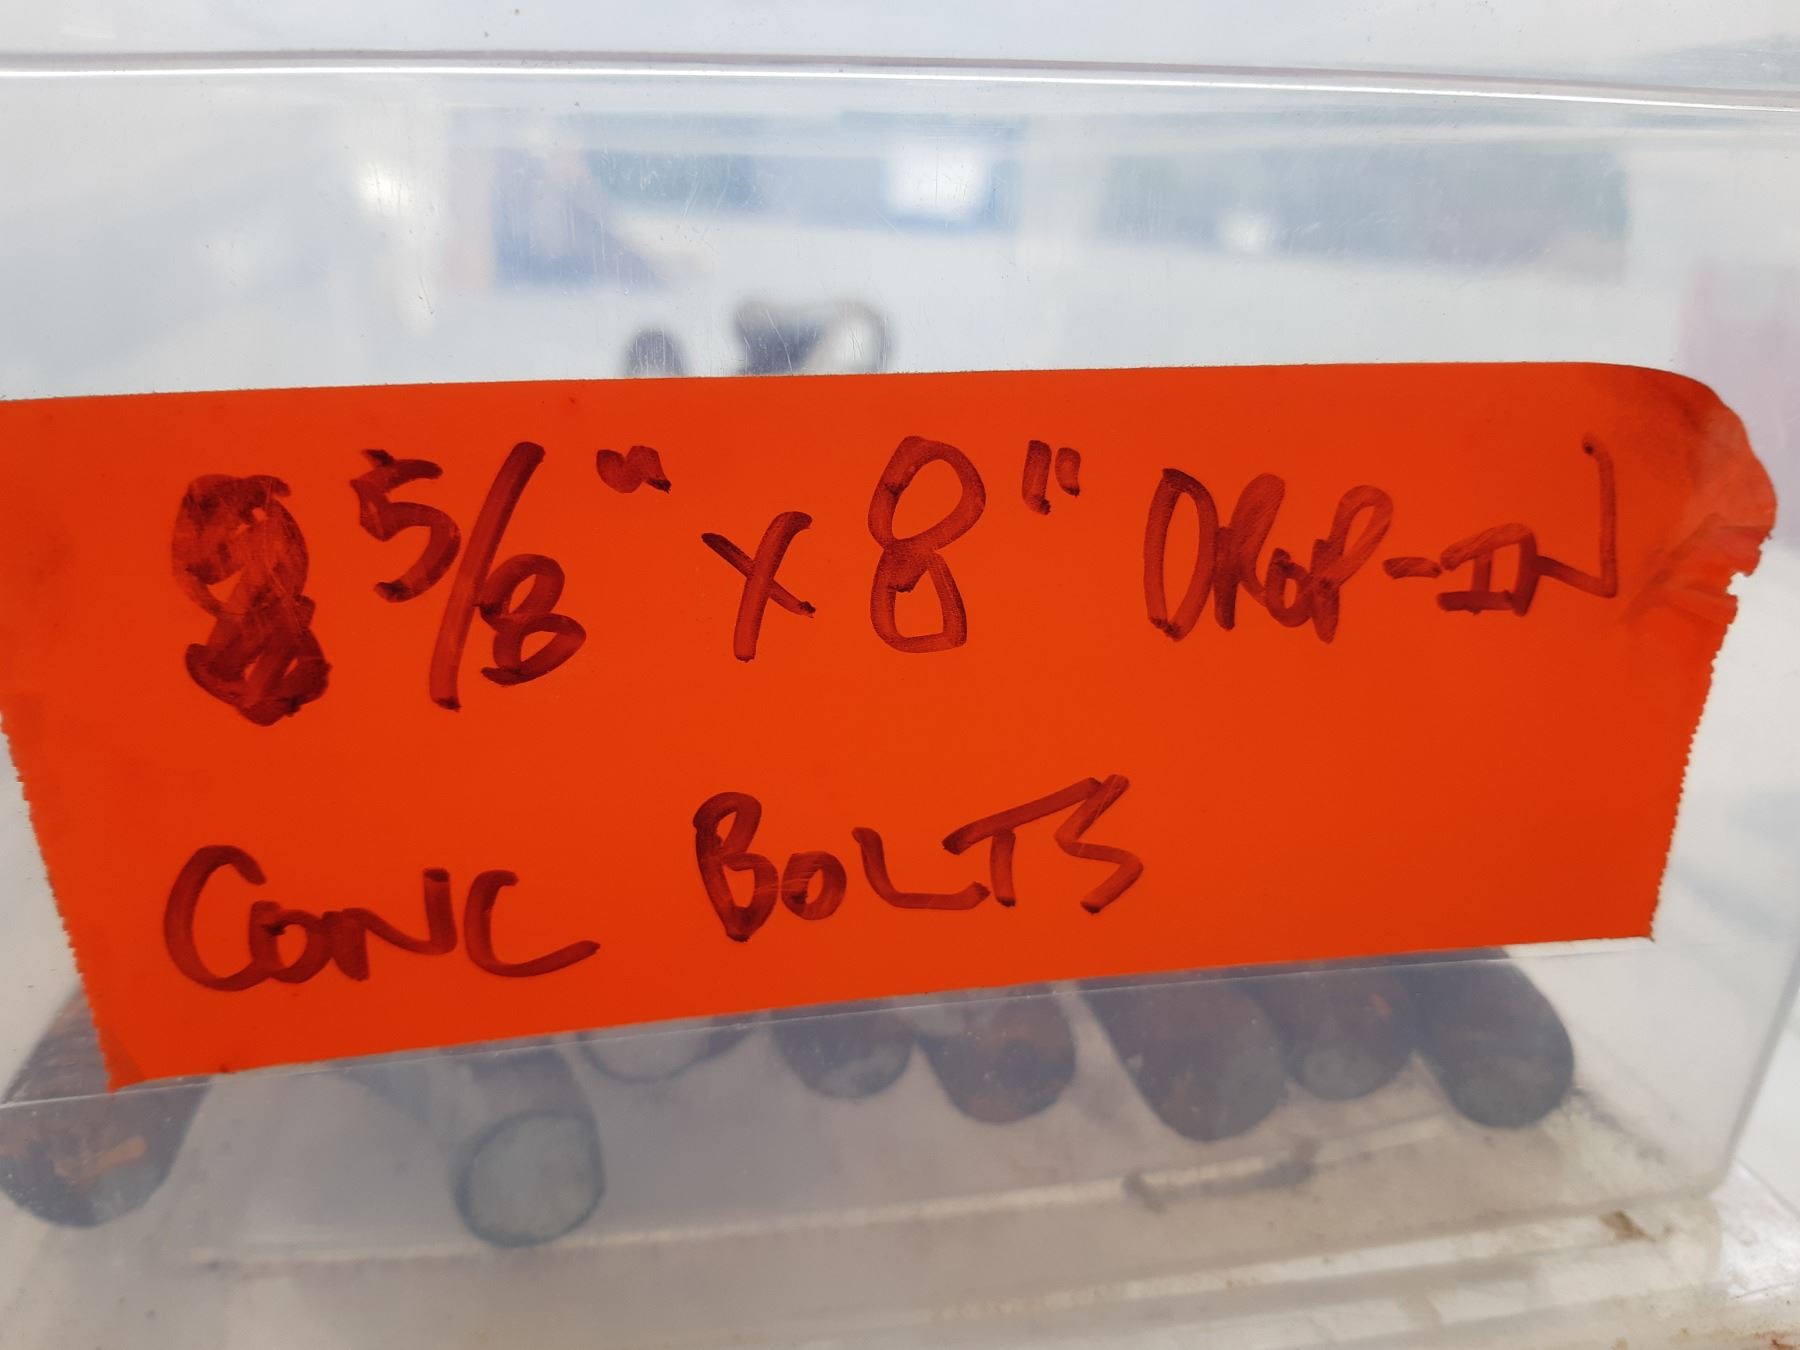 5/8" x 8" DROP-IN
CONC BOLTS